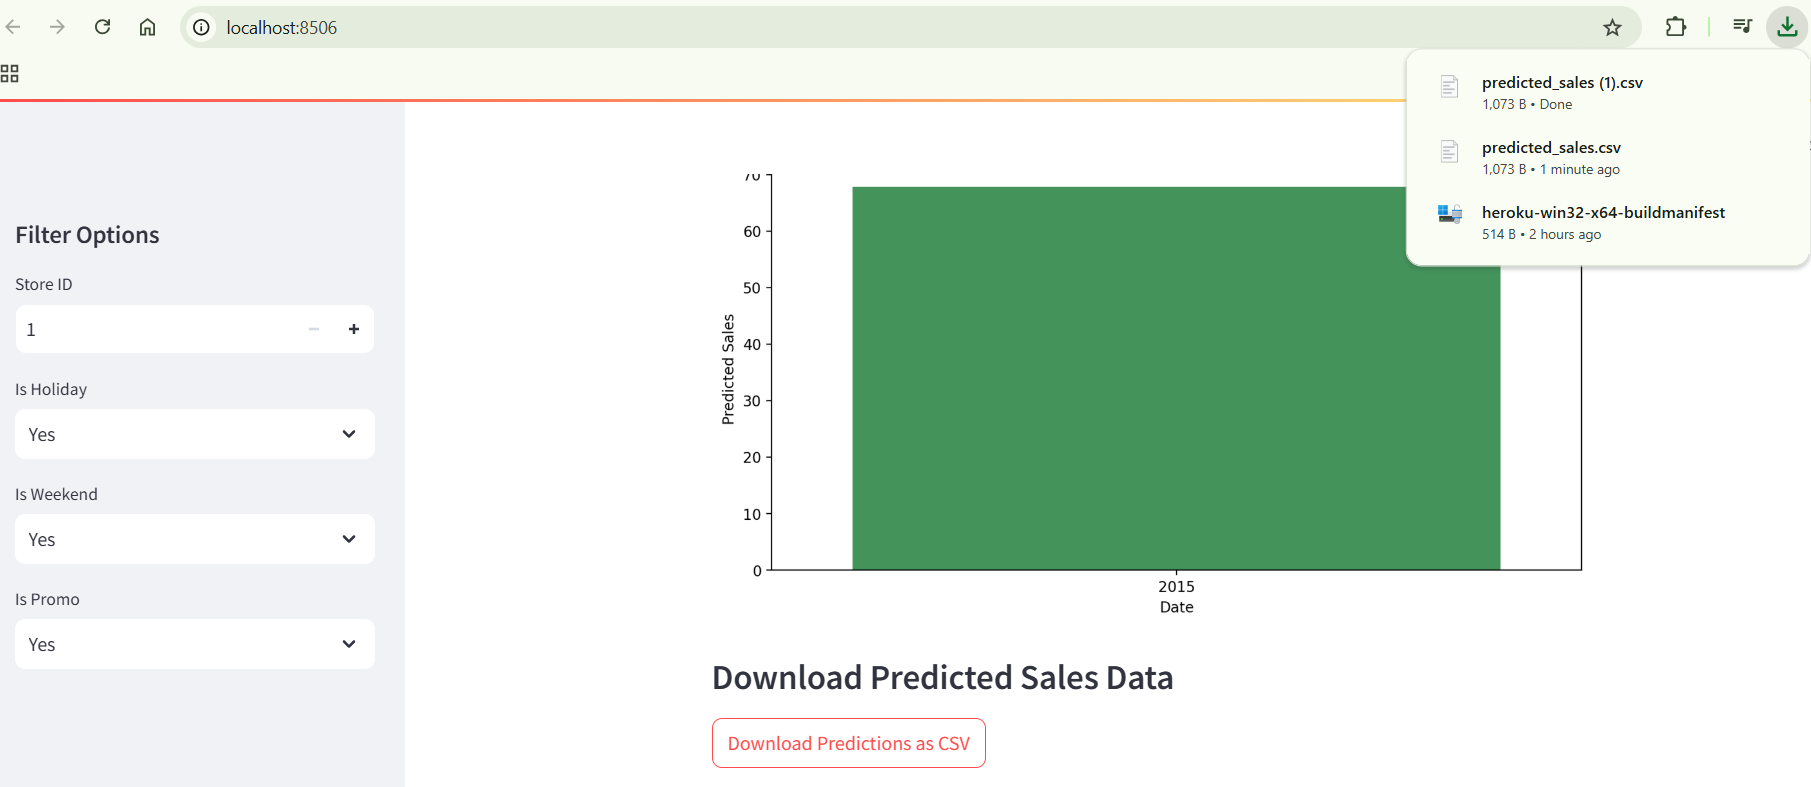 localhost:8506
predicted_sales (1).csv
1,073 B • Done
predicted_sales.csv
1,073 B • 1 minute ago
heroku-win32-x64-buildmanifest
514 B • 2 hours ago
Filter Options
Store ID
1
Is Holiday
Yes
Is Weekend
Yes
Is Promo
Yes
70
60
50
40
30
20
10
0
Predicted Sales
2015
Date
Download Predicted Sales Data
Download Predictions as CSV